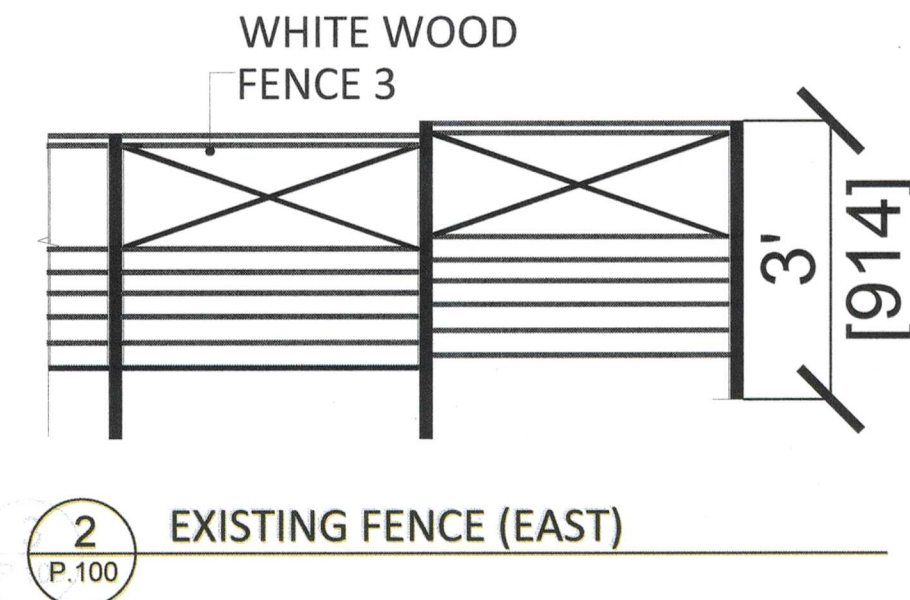 WHITE WOOD
FENCE 3
3'
[914]
2
P.100
EXISTING FENCE (EAST)